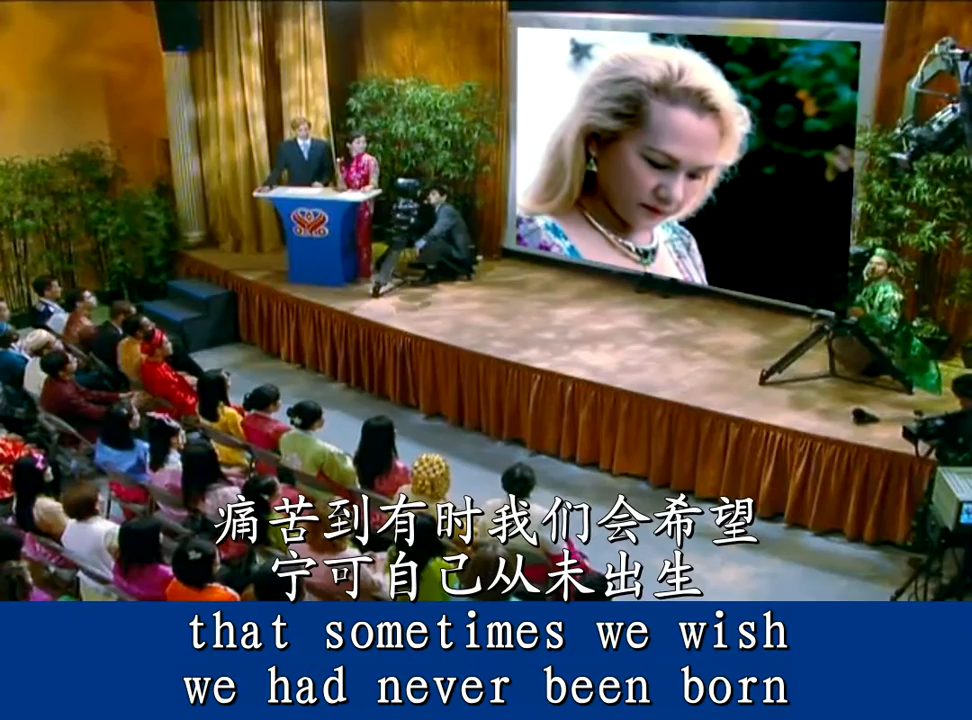 痛苦到有时我们会希望
宁可自己从未出生
that sometimes we wish
we had never been born